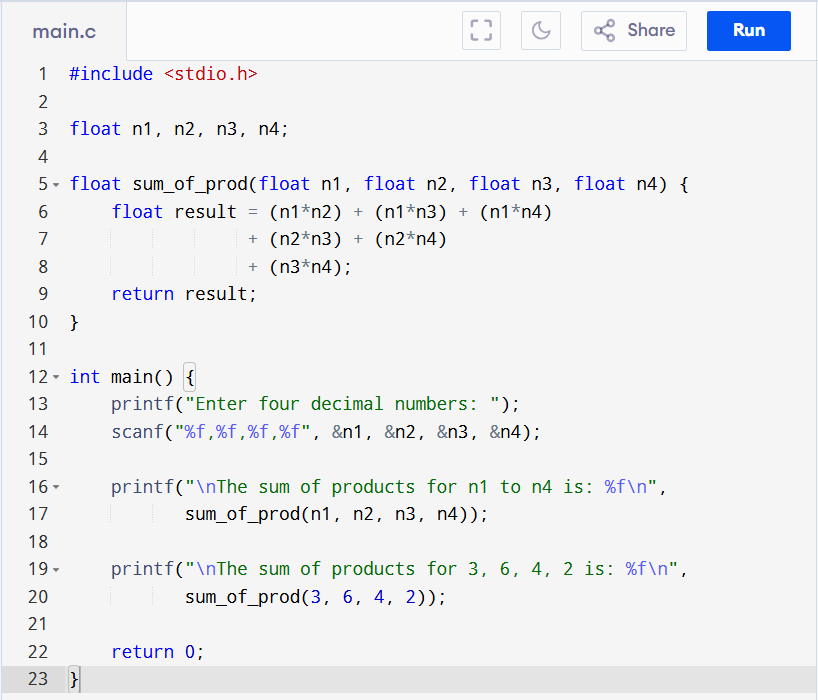 main.c
Share
Run
1 #include <stdio.h>
2
3 float n1, n2, n3, n4;
4
5 float sum_of_prod(float n1, float n2, float n3, float n4) {
6     float result = (n1*n2) + (n1*n3) + (n1*n4)
7                  + (n2*n3) + (n2*n4)
8                  + (n3*n4);
9     return result;
10 }
11
12 int main() {
13     printf("Enter four decimal numbers: ");
14     scanf("%f,%f,%f,%f", &n1, &n2, &n3, &n4);
15
16     printf("\nThe sum of products for n1 to n4 is: %f\n",
17            sum_of_prod(n1, n2, n3, n4));
18
19     printf("\nThe sum of products for 3, 6, 4, 2 is: %f\n",
20            sum_of_prod(3, 6, 4, 2));
21
22     return 0;
23 }